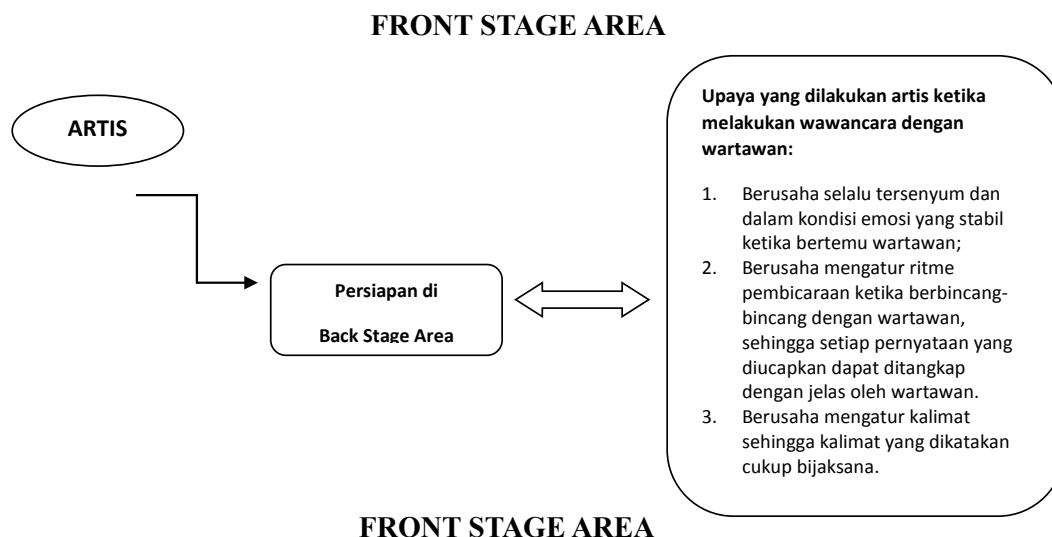 FRONT STAGE AREA
ARTIS
Persiapan di
Back Stage Area
Upaya yang dilakukan artis ketika
melakukan wawancara dengan
wartawan:
1. Berusaha selalu tersenyum dan
dalam kondisi emosi yang stabil
ketika bertemu wartawan;
2. Berusaha mengatur ritme
pembicaraan ketika berbincang-
bincang dengan wartawan,
sehingga setiap pernyataan yang
diucapkan dapat ditangkap
dengan jelas oleh wartawan.
3. Berusaha mengatur kalimat
sehingga kalimat yang dikatakan
cukup bijaksana.
FRONT STAGE AREA